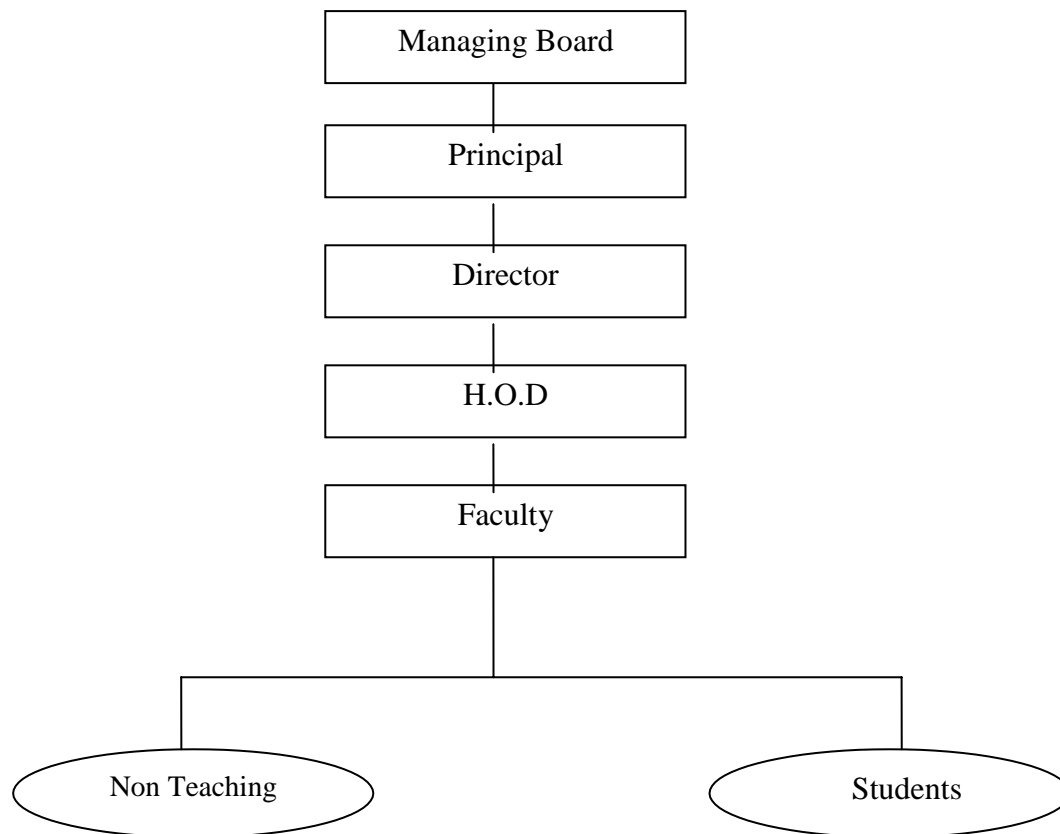 Managing Board
Principal
Director
H.O.D
Faculty
Non Teaching
Students